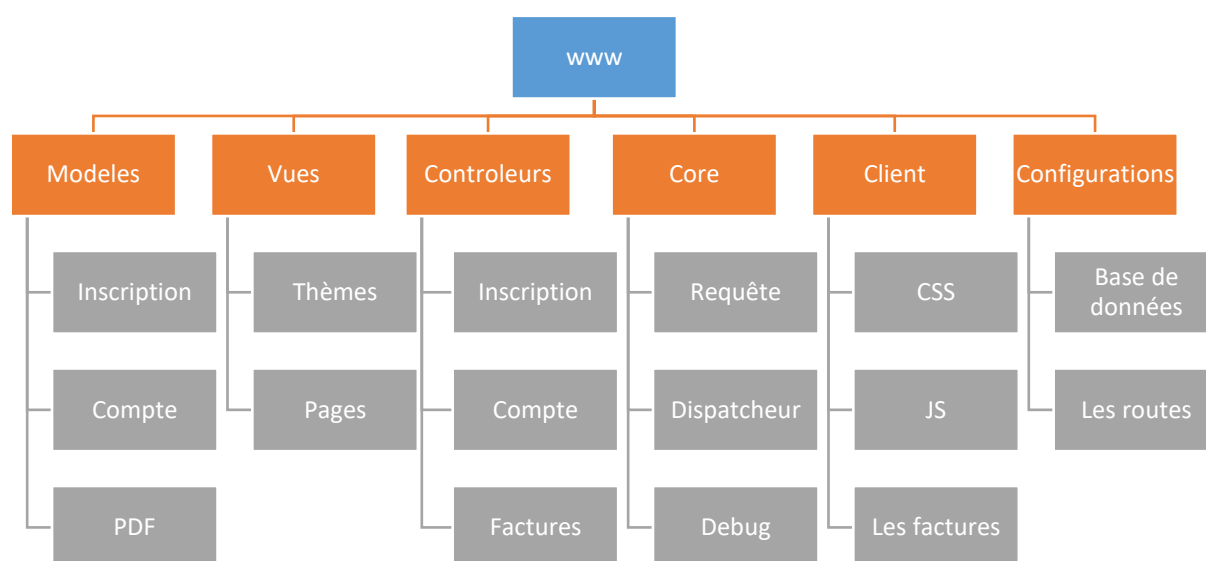 www
Modeles
Vues
Controleurs
Core
Client
Configurations
Inscription
Thèmes
Inscription
Requête
CSS
Base de
données
Compte
Pages
Compte
Dispatcheur
JS
Les routes
PDF
Factures
Debug
Les factures